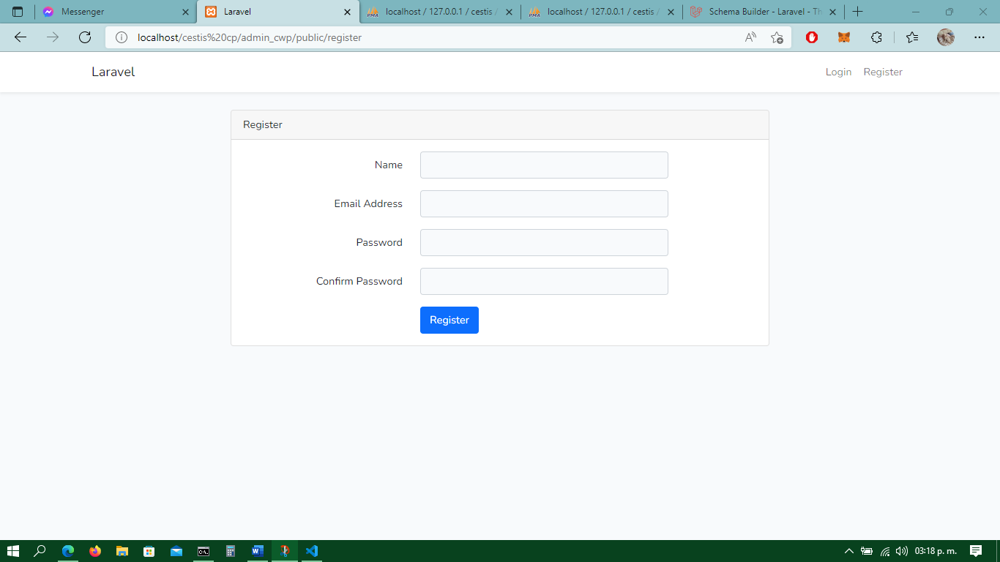 Messenger
Laravel
localhost / 127.0.0.1 / cestis /
localhost / 127.0.0.1 / cestis /
Schema Builder - Laravel - Th
localhost/cestis%20cp/admin_cwp/public/register
Laravel
Login
Register
Register
Name
Email Address
Password
Confirm Password
Register
03:18 p. m.